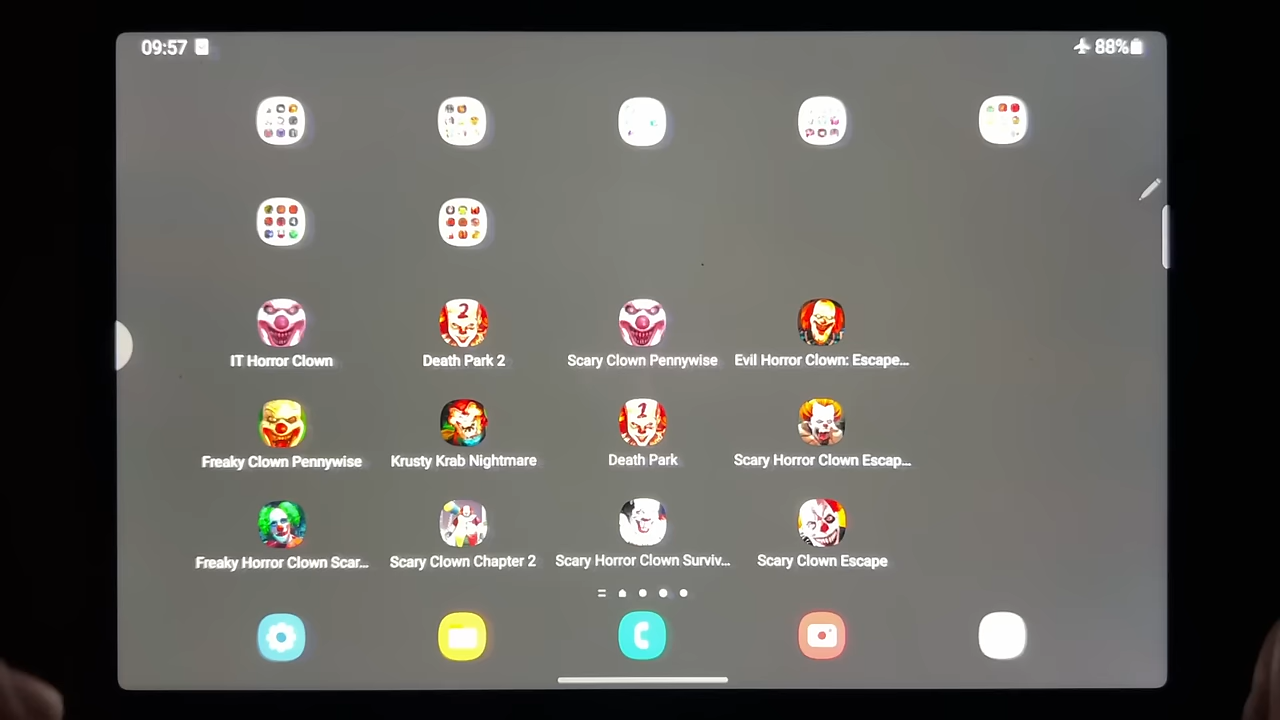 09:57
88%
IT Horror Clown
Death Park 2
Scary Clown Pennywise
Evil Horror Clown: Escape...
Freaky Clown Pennywise
Krusty Krab Nightmare
Death Park
Scary Horror Clown Escap...
Freaky Horror Clown Scar...
Scary Clown Chapter 2
Scary Horror Clown Surviv...
Scary Clown Escape